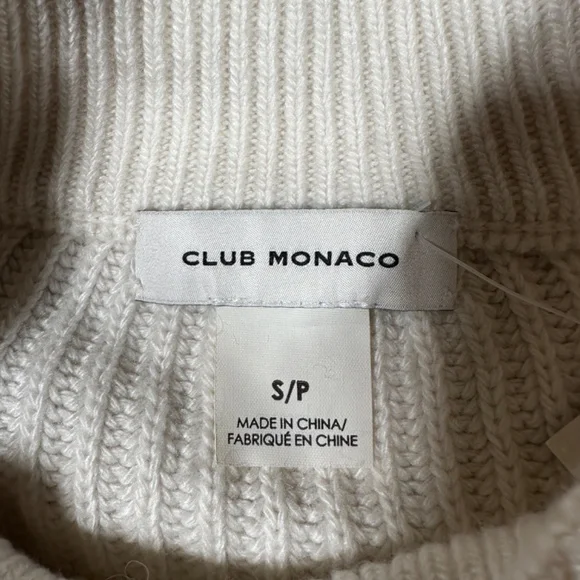 CLUB MONACO
S/P
MADE IN CHINA/
FABRIQUÉ EN CHINE